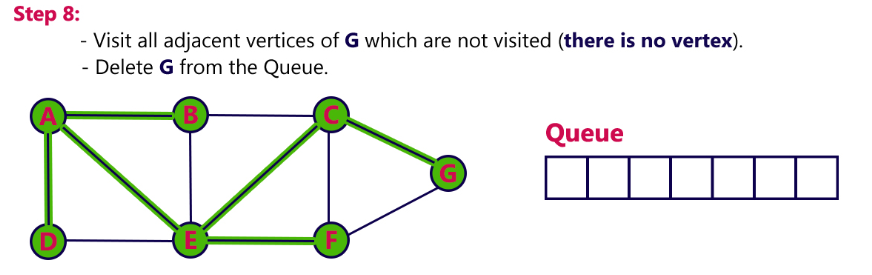 Step 8:
- Visit all adjacent vertices of G which are not visited (there is no vertex).
- Delete G from the Queue.
A B C
Queue
G
D E F